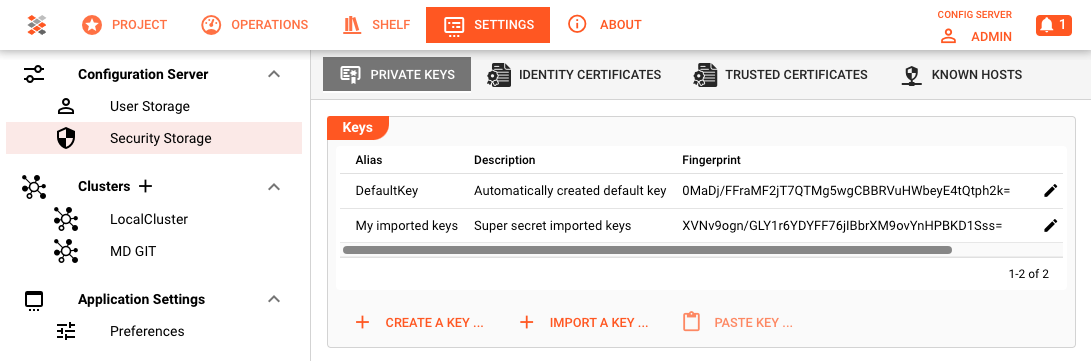 PROJECT OPERATIONS SHELF SETTINGS ABOUT CONFIG SERVER
ADMIN 1
Configuration Server
User Storage
Security Storage
Clusters
LocalCluster
MD GIT
Application Settings
Preferences
PRIVATE KEYS IDENTITY CERTIFICATES TRUSTED CERTIFICATES KNOWN HOSTS
Keys
Alias Description Fingerprint
DefaultKey Automatically created default key 0MaDj/FFraMF2jT7QTMg5wgCBBRVuHWbeyE4tQtph2k=
My imported keys Super secret imported keys XVNv9ogn/GLY1r6YDYFF76jIBbrXM9ovYnHPBKD1Sss=
1-2 of 2
CREATE A KEY ... IMPORT A KEY ... PASTE KEY ...